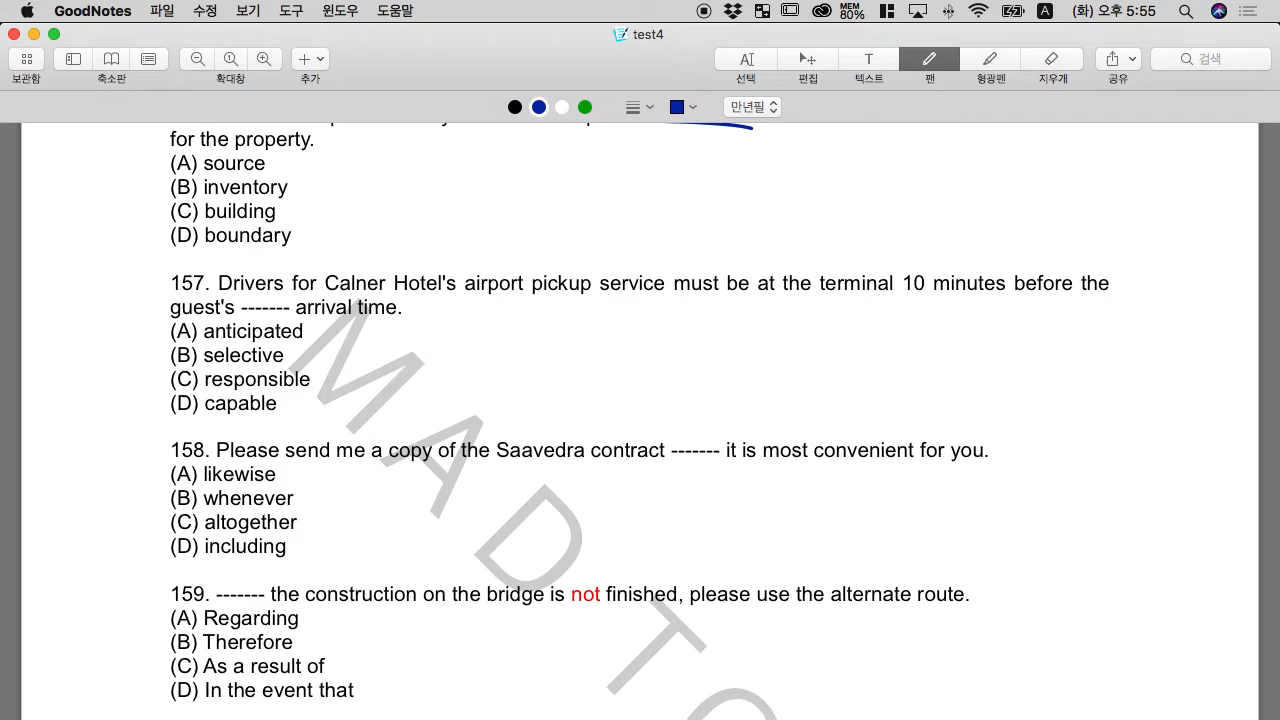 GoodNotes 파일 수정 보기 도구 윈도우 도움말 MEM 80% A (화) 오후 5:55
test4
보관함 축소판 확대창 추가 선택 편집 텍스트 펜 형광펜 지우개 공유 검색
만년필
for the property.
(A) source
(B) inventory
(C) building
(D) boundary
157. Drivers for Calner Hotel's airport pickup service must be at the terminal 10 minutes before the
guest's ------- arrival time.
(A) anticipated
(B) selective
(C) responsible
(D) capable
158. Please send me a copy of the Saavedra contract ------- it is most convenient for you.
(A) likewise
(B) whenever
(C) altogether
(D) including
159. ------- the construction on the bridge is not finished, please use the alternate route.
(A) Regarding
(B) Therefore
(C) As a result of
(D) In the event that
MADTO